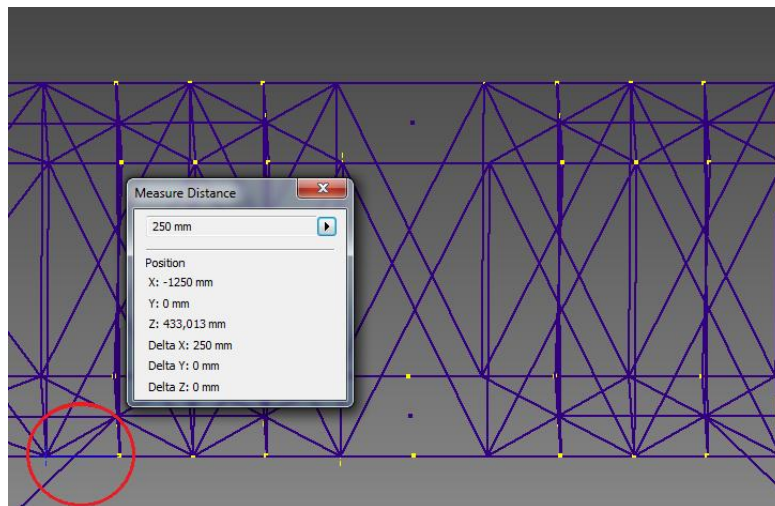 Measure Distance
250 mm
Position
X: -1250 mm
Y: 0 mm
Z: 433,013 mm
Delta X: 250 mm
Delta Y: 0 mm
Delta Z: 0 mm